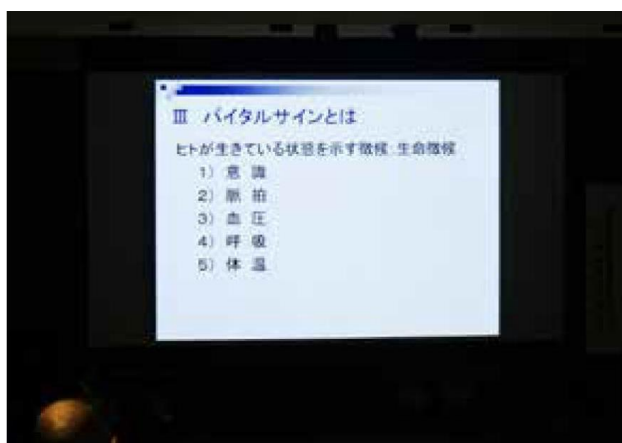 Ⅲ バイタルサインとは
ヒトが生きている状態を示す徴候 生命徴候
1) 意 識
2) 脈 拍
3) 血 圧
4) 呼 吸
5) 体 温